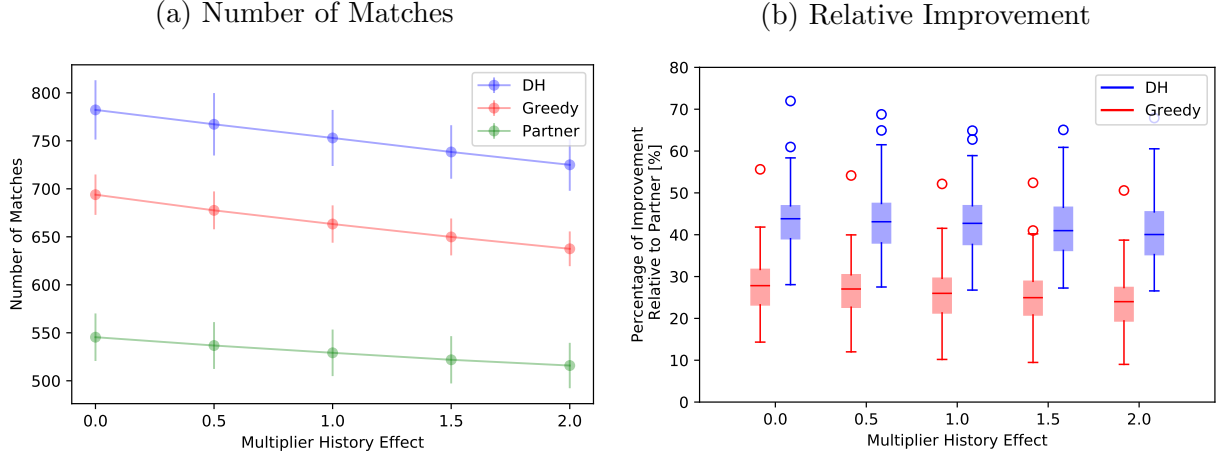 (a) Number of Matches
800
750
700
650
600
550
500
Number of Matches
0.0 0.5 1.0 1.5 2.0
Multiplier History Effect
DH
Greedy
Partner
(b) Relative Improvement
80
70
60
50
40
30
20
10
0
Percentage of Improvement
Relative to Partner [%]
0.0 0.5 1.0 1.5 2.0
Multiplier History Effect
DH
Greedy